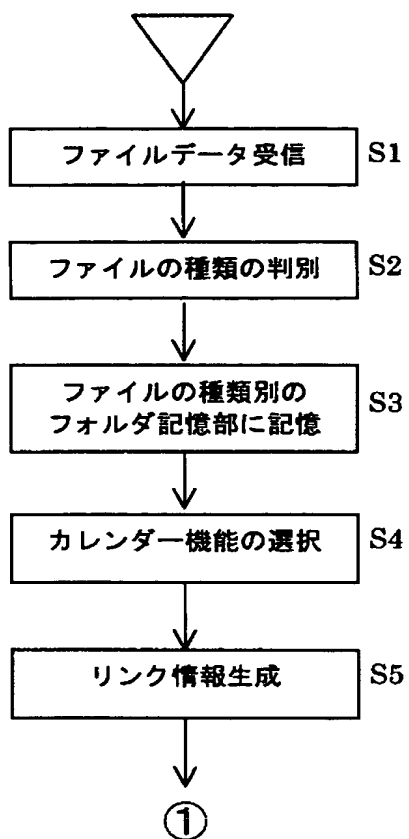 ファイルデータ受信 S1
ファイルの種類の判別 S2
ファイルの種類別の
フォルダ記憶部に記憶 S3
カレンダー機能の選択 S4
リンク情報生成 S5
①